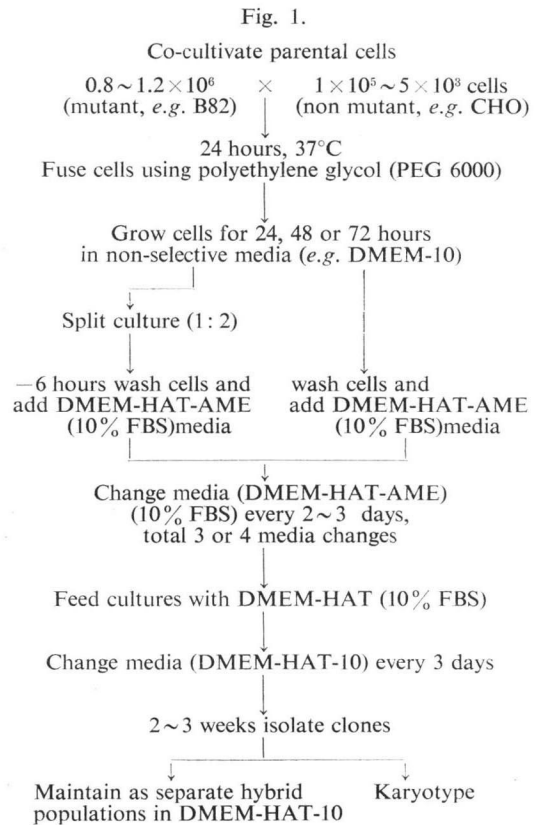 Fig. 1.
Co-cultivate parental cells
0.8~1.2×10⁶ × 1×10⁵~5×10³ cells
(mutant, e.g. B82) (non mutant, e.g. CHO)
24 hours, 37°C
Fuse cells using polyethylene glycol (PEG 6000)
Grow cells for 24, 48 or 72 hours
in non-selective media (e.g. DMEM-10)
Split culture (1: 2)
−6 hours wash cells and
add DMEM-HAT-AME
(10% FBS)media
wash cells and
add DMEM-HAT-AME
(10% FBS)media
Change media (DMEM-HAT-AME)
(10% FBS) every 2~3 days,
total 3 or 4 media changes
Feed cultures with DMEM-HAT (10% FBS)
Change media (DMEM-HAT-10) every 3 days
2~3 weeks isolate clones
Maintain as separate hybrid
populations in DMEM-HAT-10
Karyotype